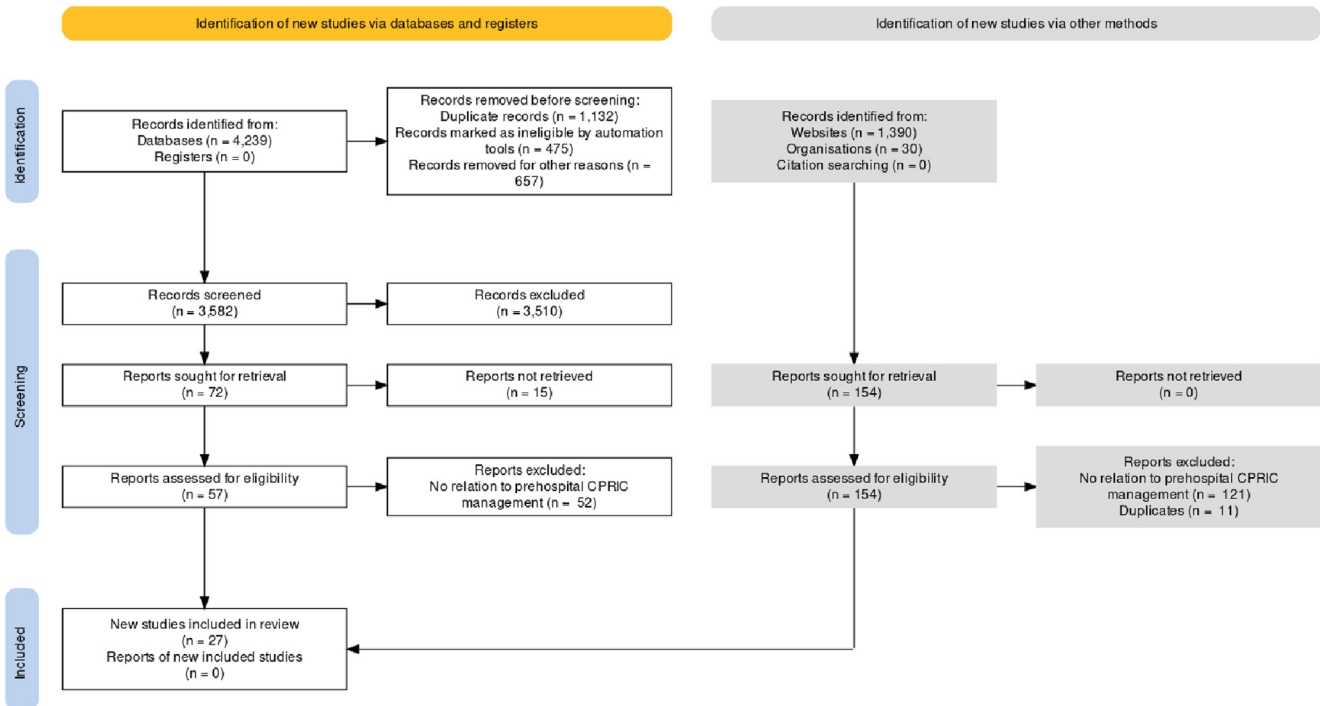 Identification of new studies via databases and registers
Identification of new studies via other methods
Identification
Records identified from:
Databases (n = 4,239)
Registers (n = 0)
Records removed before screening:
Duplicate records (n = 1,132)
Records marked as ineligible by automation
tools (n = 475)
Records removed for other reasons (n =
657)
Records identified from:
Websites (n = 1,390)
Organisations (n = 30)
Citation searching (n = 0)
Screening
Records screened
(n = 3,582)
Records excluded
(n = 3,510)
Reports sought for retrieval
(n = 72)
Reports not retrieved
(n = 15)
Reports sought for retrieval
(n = 154)
Reports not retrieved
(n = 0)
Reports assessed for eligibility
(n = 57)
Reports excluded:
No relation to prehospital CPRIC
management (n = 52)
Reports assessed for eligibility
(n = 154)
Reports excluded:
No relation to prehospital CPRIC
management (n = 121)
Duplicates (n = 11)
Included
New studies included in review
(n = 27)
Reports of new included studies
(n = 0)